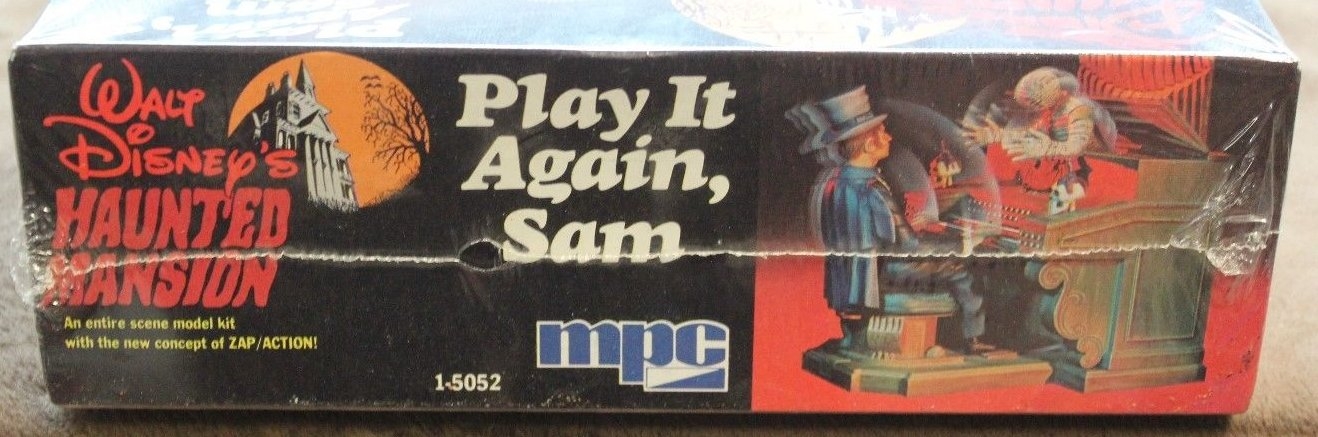 WALT
DISNEY'S
HAUNTED
MANSION
An entire scene model kit
with the new concept of ZAP/ACTION!
Play It
Again,
Sam
mpc
1-5052